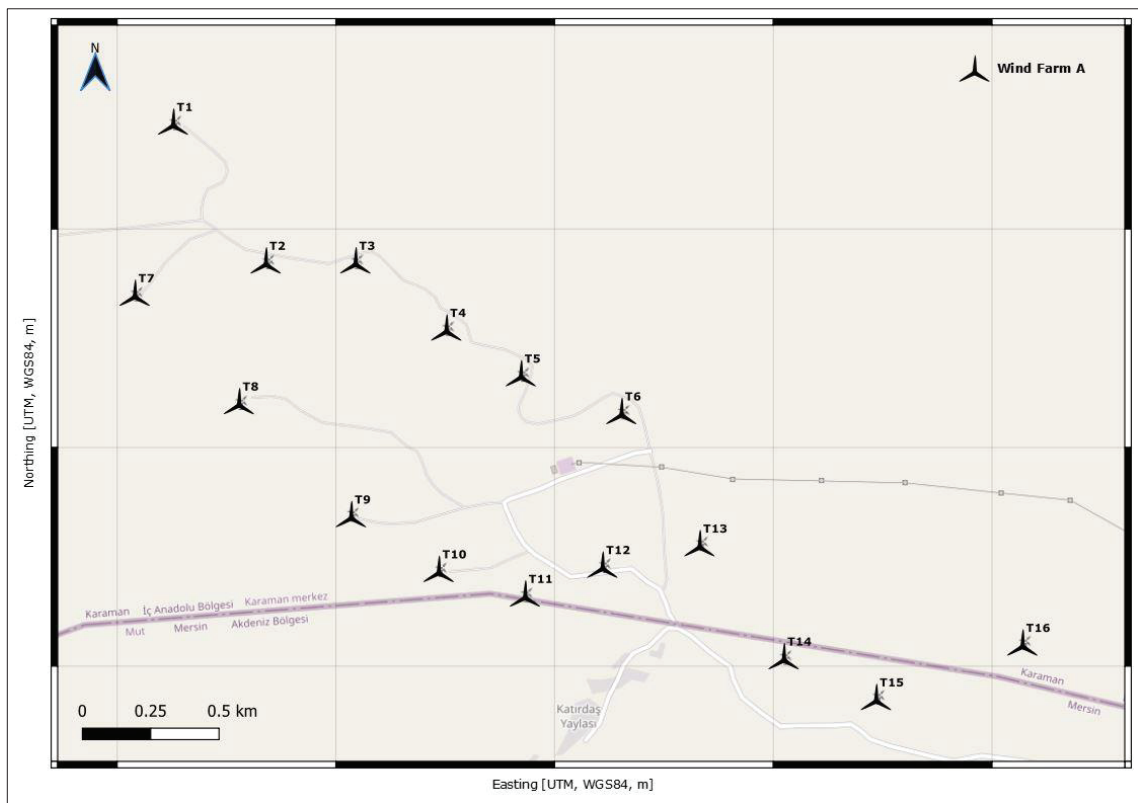 N
Wind Farm A
T1
T2
T3
T7
T4
T5
T8
T6
T9
T13
T12
T10
T11
Karaman
İç Anadolu Bölgesi
Karaman merkez
Mut
Mersin
Akdeniz Bölgesi
T14
T16
Karaman
Mersin
T15
Katırdaş
Yaylası
0
0.25
0.5 km
Northing [UTM, WGS84, m]
Easting [UTM, WGS84, m]